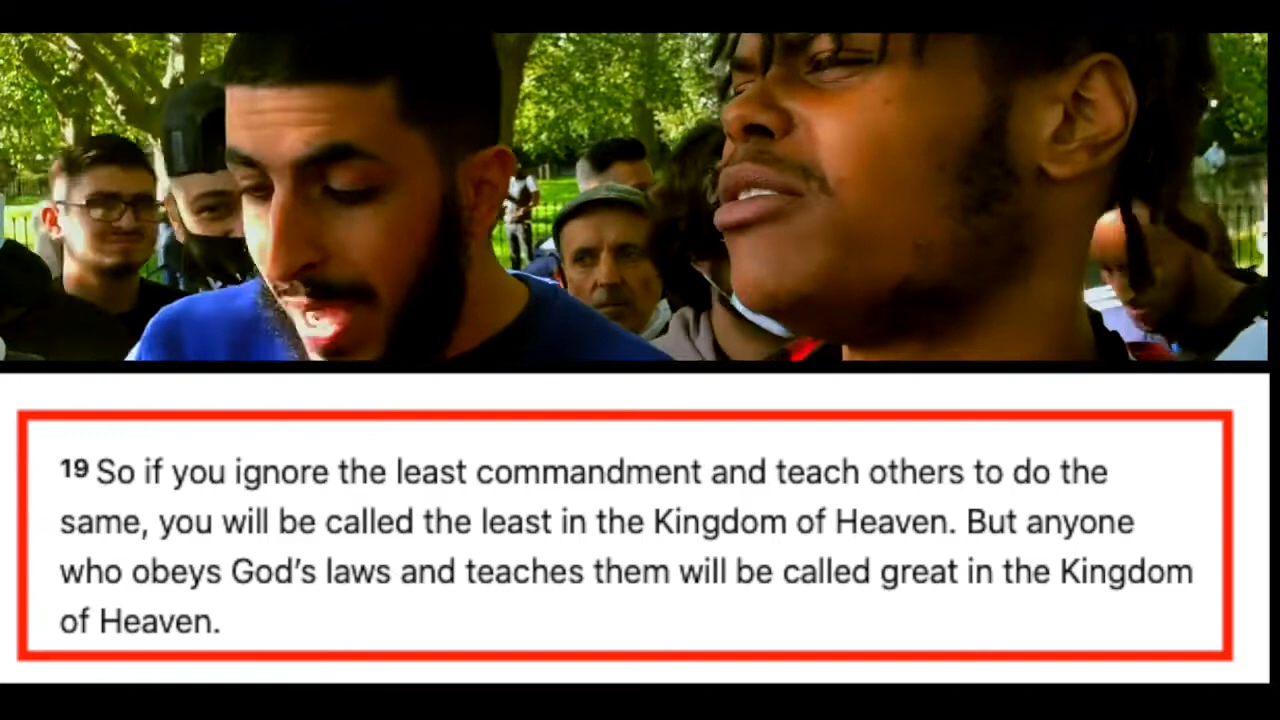 19 So if you ignore the least commandment and teach others to do the
same, you will be called the least in the Kingdom of Heaven. But anyone
who obeys God’s laws and teaches them will be called great in the Kingdom
of Heaven.